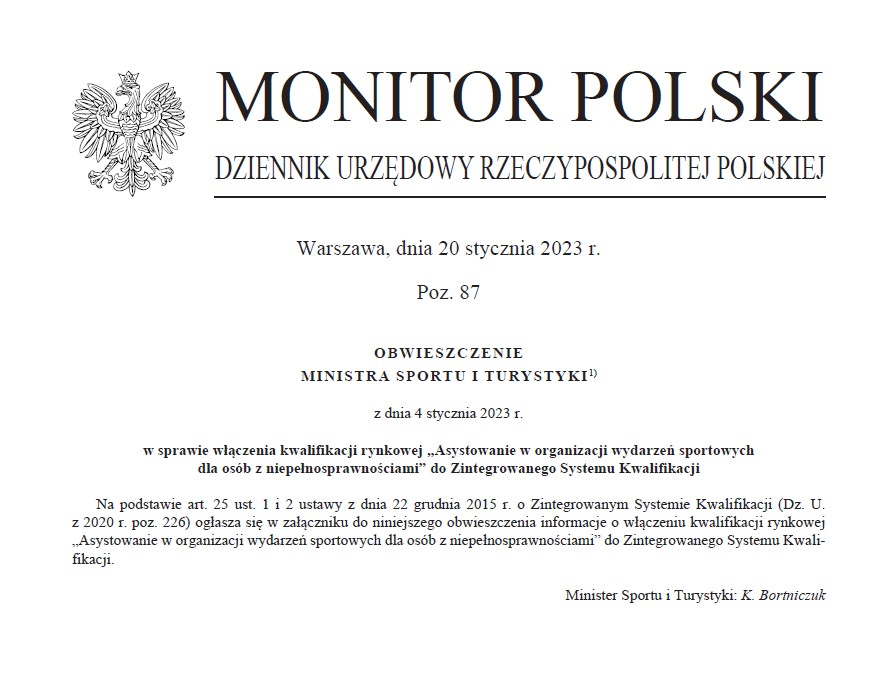 MONITOR POLSKI
DZIENNIK URZĘDOWY RZECZYPOSPOLITEJ POLSKIEJ
Warszawa, dnia 20 stycznia 2023 r.
Poz. 87
OBWIESZCZENIE
MINISTRA SPORTU I TURYSTYKI¹⁾
z dnia 4 stycznia 2023 r.
w sprawie włączenia kwalifikacji rynkowej „Asystowanie w organizacji wydarzeń sportowych
dla osób z niepełnosprawnościami” do Zintegrowanego Systemu Kwalifikacji
Na podstawie art. 25 ust. 1 i 2 ustawy z dnia 22 grudnia 2015 r. o Zintegrowanym Systemie Kwalifikacji (Dz. U.
z 2020 r. poz. 226) ogłasza się w załączniku do niniejszego obwieszczenia informacje o włączeniu kwalifikacji rynkowej
„Asystowanie w organizacji wydarzeń sportowych dla osób z niepełnosprawnościami” do Zintegrowanego Systemu Kwali-
fikacji.
Minister Sportu i Turystyki: K. Bortniczuk